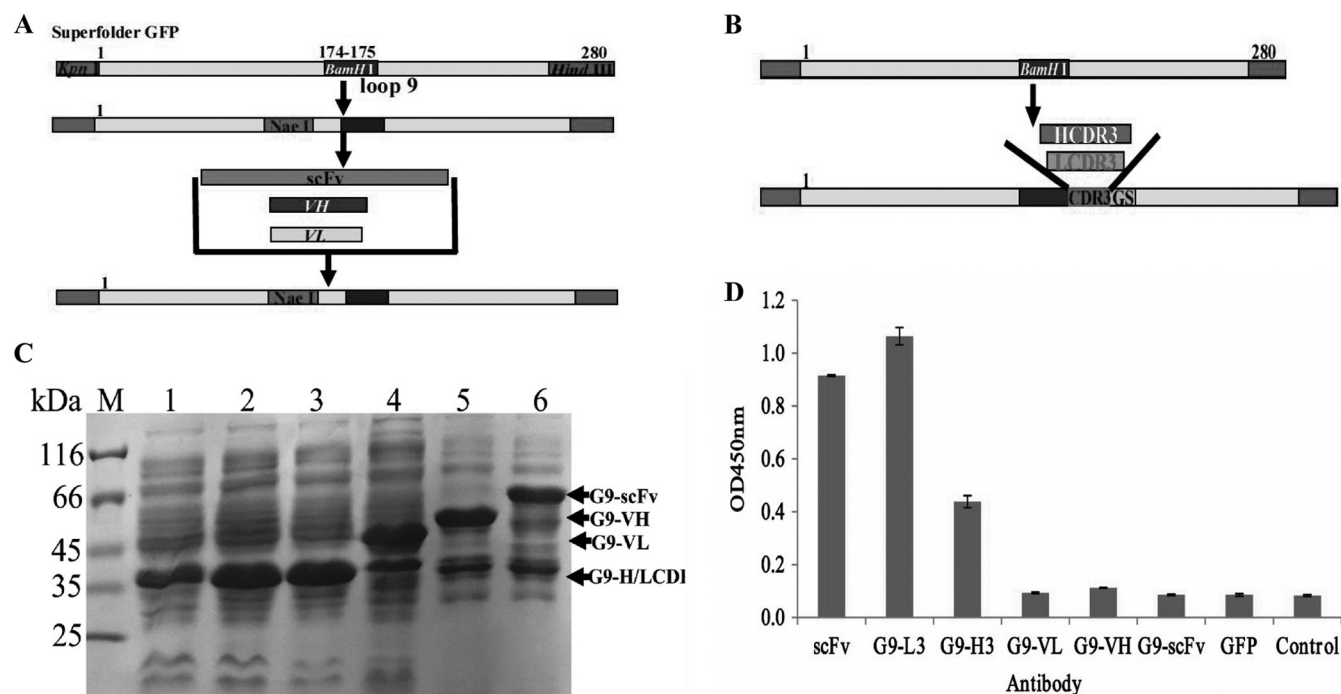 A
Superfolder GFP
1
174-175
280
Kpn I
BamH I
Hind III
loop 9
1
Nae I
scFv
VH
VL
1
Nae I
B
1
280
BamH I
HCDR3
LCDR3
1
CDR3GS
C
kDa M 1 2 3 4 5 6
116
66
45
35
25
G9-scFv
G9-VH
G9-VL
G9-H/LCDI
D
OD450nm
1.2
1.0
0.8
0.6
0.4
0.2
0.0
scFv G9-L3 G9-H3 G9-VL G9-VH G9-scFv GFP Control
Antibody